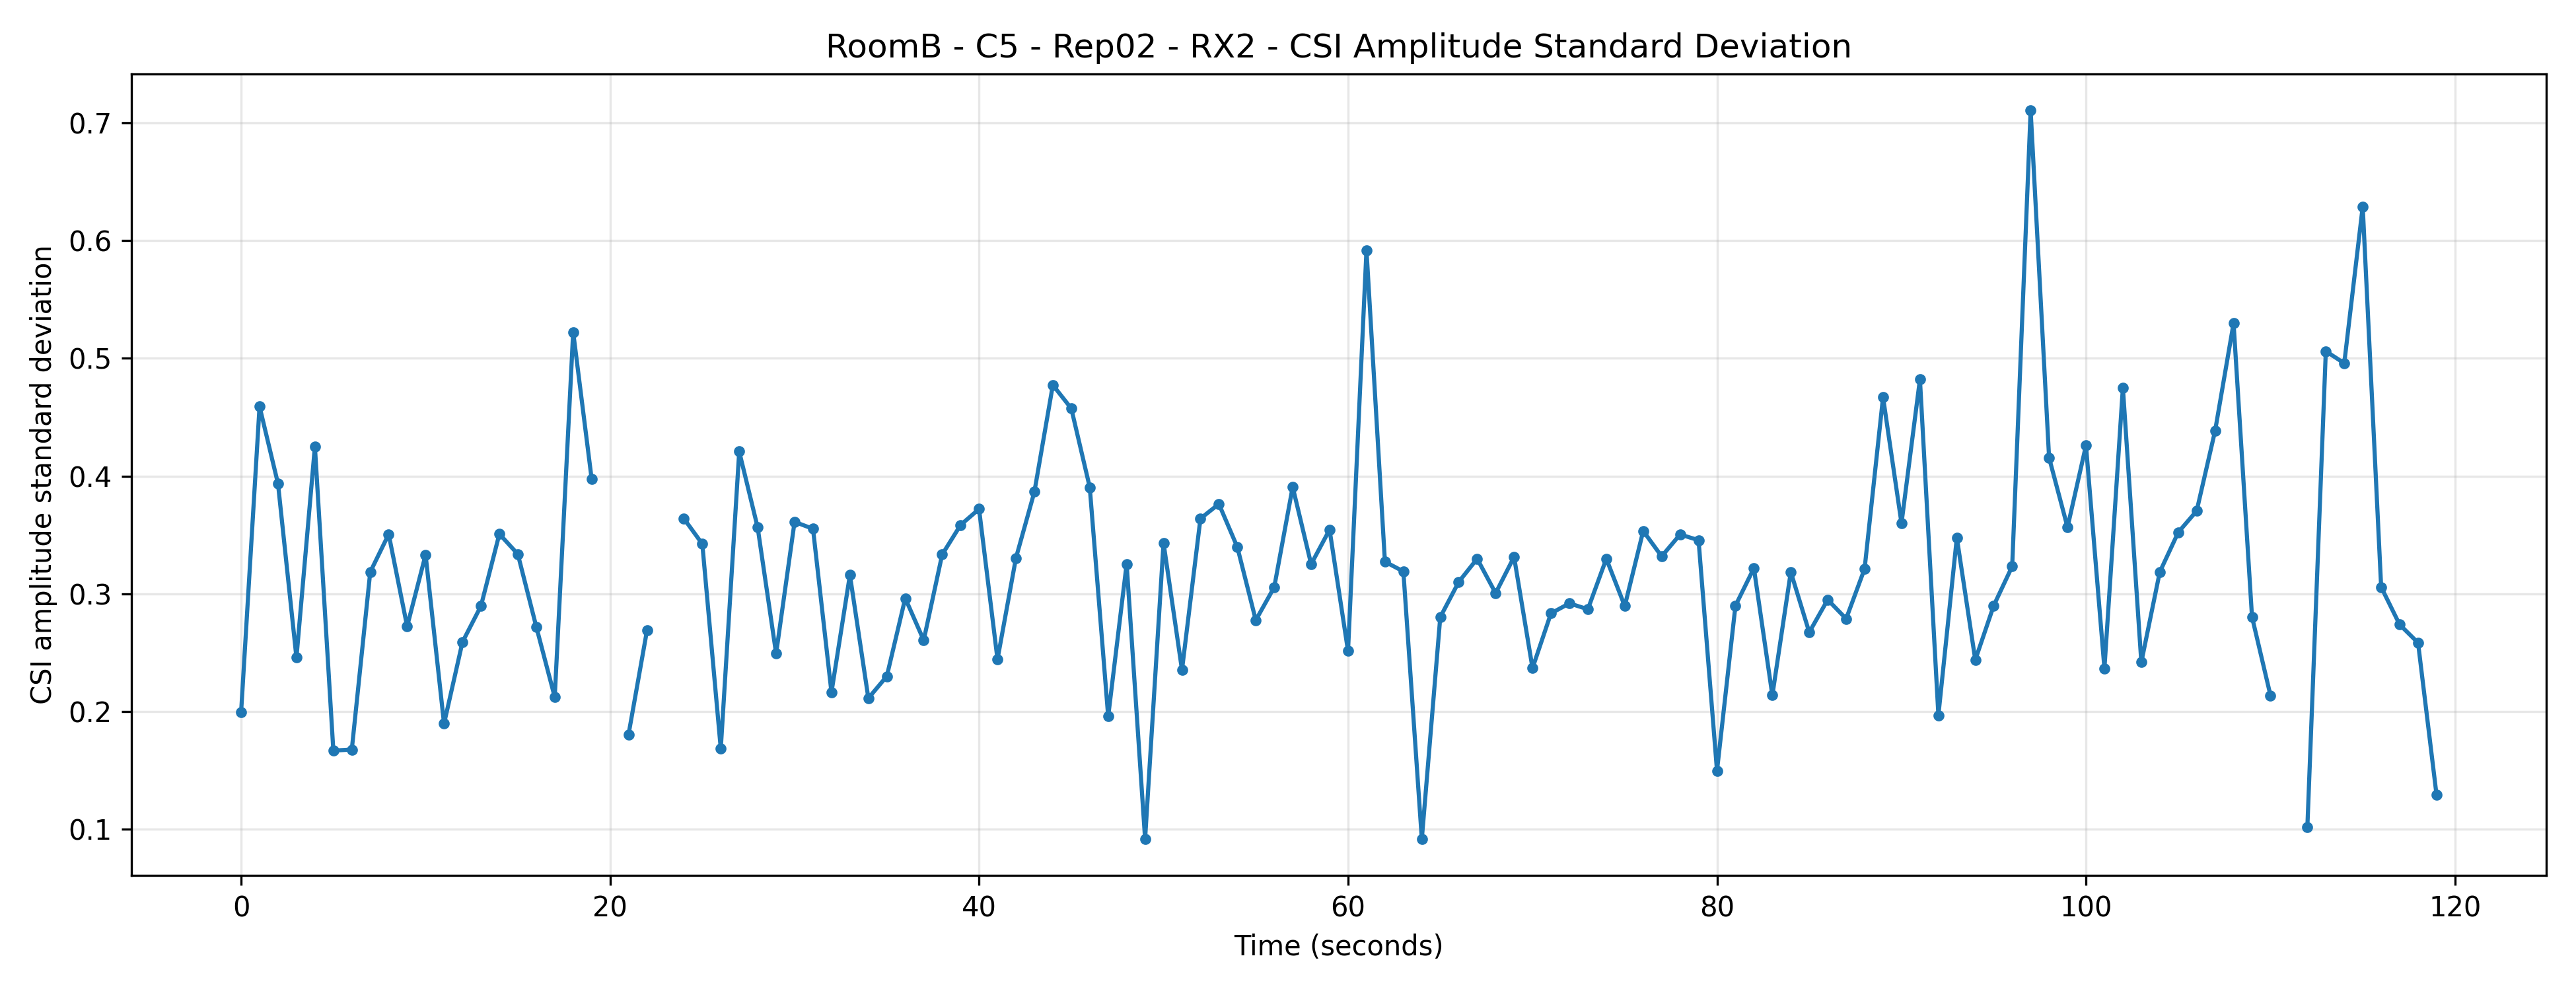 RoomB - C5 - Rep02 - RX2 - CSI Amplitude Standard Deviation
CSI amplitude standard deviation
0.7
0.6
0.5
0.4
0.3
0.2
0.1
0 20 40 60 80 100 120
Time (seconds)